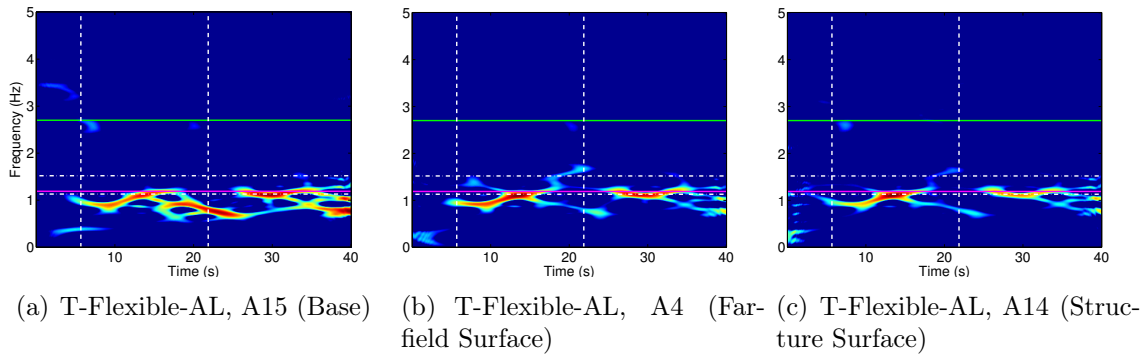 5
4
3
2
1
0
Frequency (Hz)
10 20 30 40
Time (s)
5
4
3
2
1
0
10 20 30 40
Time (s)
5
4
3
2
1
0
10 20 30 40
Time (s)
(a) T-Flexible-AL, A15 (Base)
(b) T-Flexible-AL, A4 (Far-
field Surface)
(c) T-Flexible-AL, A14 (Struc-
ture Surface)